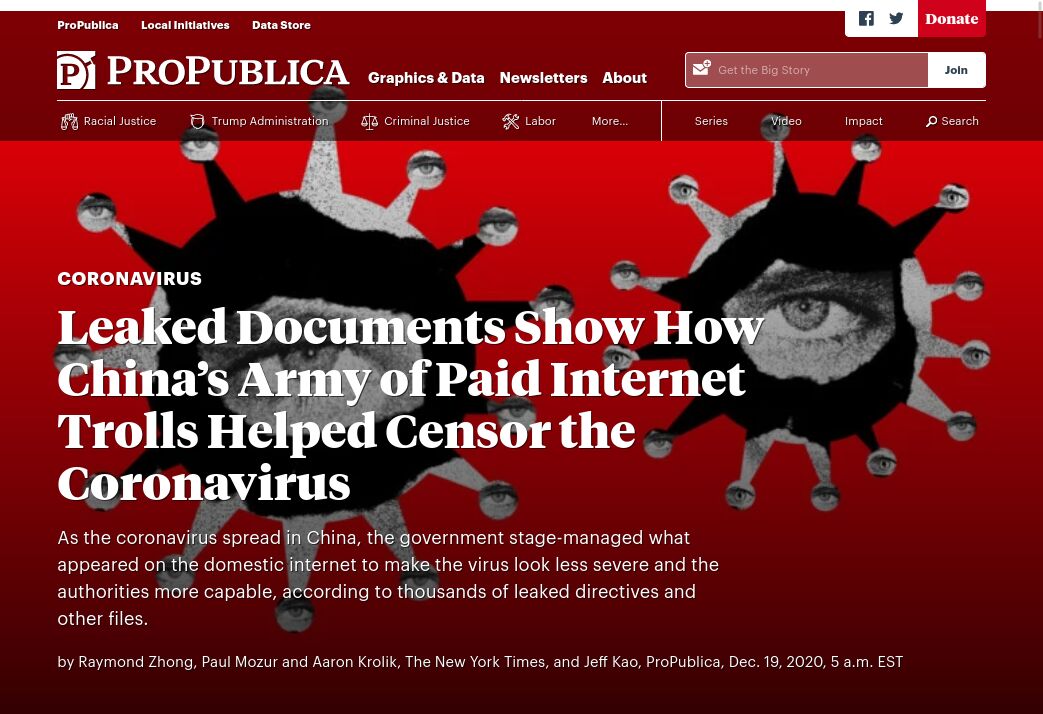 ProPublica Local Initiatives Data Store
Donate
PROPUBLICA Graphics & Data Newsletters About
Get the Big Story Join
Racial Justice Trump Administration Criminal Justice Labor More... Series Video Impact Search
CORONAVIRUS
Leaked Documents Show How
China’s Army of Paid Internet
Trolls Helped Censor the
Coronavirus
As the coronavirus spread in China, the government stage-managed what
appeared on the domestic internet to make the virus look less severe and the
authorities more capable, according to thousands of leaked directives and
other files.
by Raymond Zhong, Paul Mozur and Aaron Krolik, The New York Times, and Jeff Kao, ProPublica, Dec. 19, 2020, 5 a.m. EST